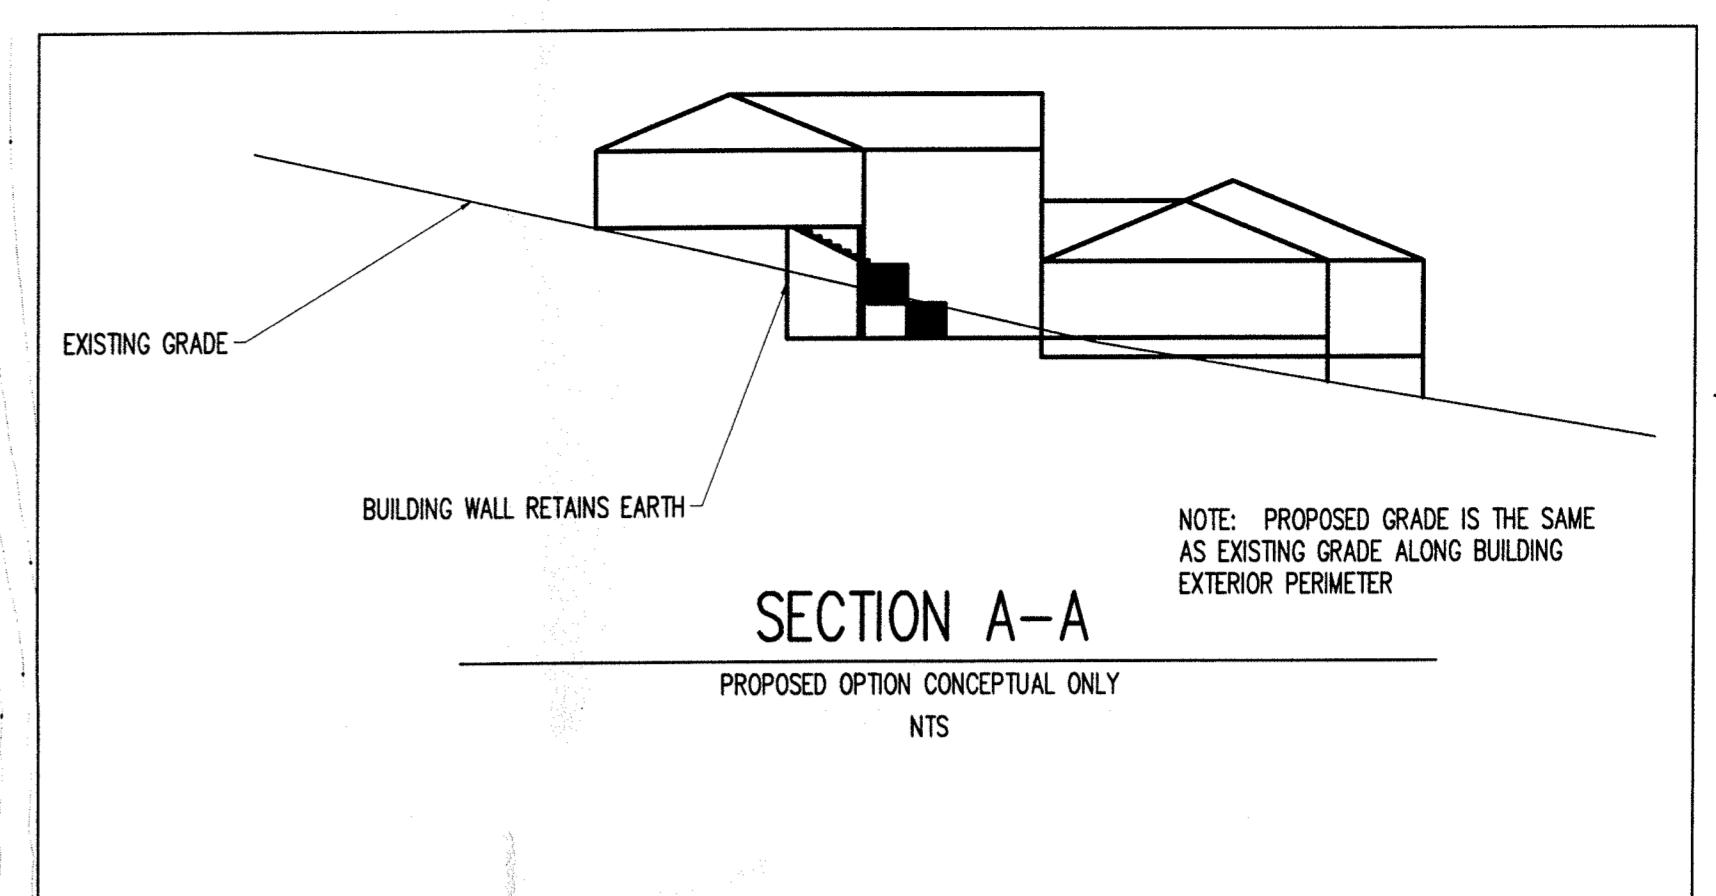 EXISTING GRADE
BUILDING WALL RETAINS EARTH
NOTE: PROPOSED GRADE IS THE SAME
AS EXISTING GRADE ALONG BUILDING
EXTERIOR PERIMETER
SECTION A-A
PROPOSED OPTION CONCEPTUAL ONLY
NTS